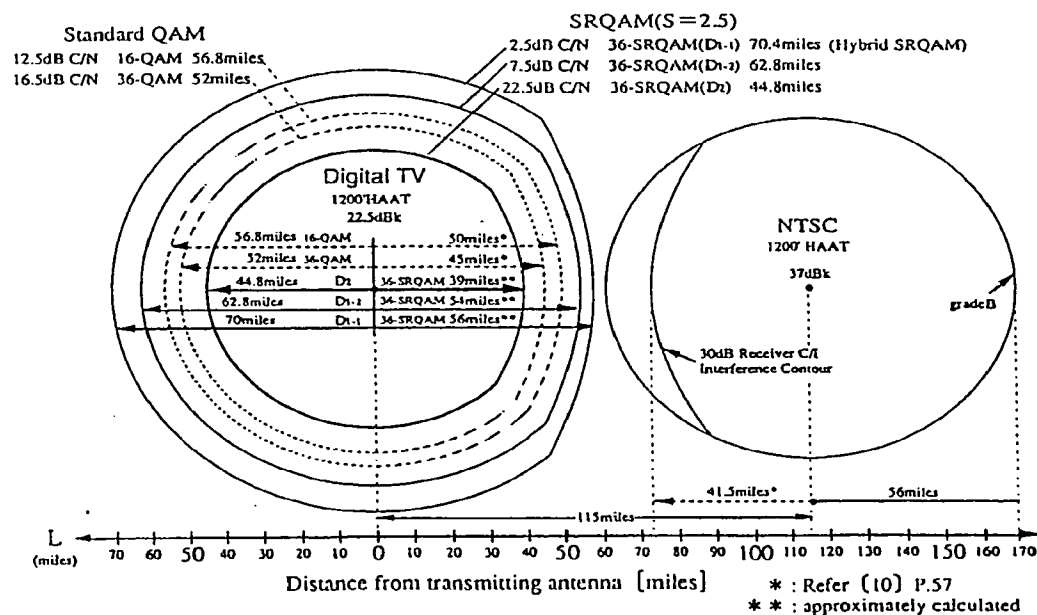 Standard QAM
12.5dB C/N 16-QAM 56.8miles
16.5dB C/N 36-QAM 52miles
SRQAM(S=2.5)
2.5dB C/N 36-SRQAM(D1-1) 70.4miles (Hybrid SRQAM)
7.5dB C/N 36-SRQAM(D1-2) 62.8miles
22.5dB C/N 36-SRQAM(D2) 44.8miles
Digital TV
1200'HAAT
22.5dBk
56.8miles 16-QAM 50miles*
52miles 36-QAM 45miles*
44.8miles D2 36-SRQAM 39miles**
62.8miles D1-2 36-SRQAM 54miles**
70miles D1-1 36-SRQAM 56miles**
NTSC
1200' HAAT
37dBk
gradeB
30dB Receiver C/I
Interference Contour
41.5miles* 56miles
115miles
L
(miles)
70 60 50 40 30 20 10 0 10 20 30 40 50 60 70 80 90 100 110 120 130 140 150 160 170
Distance from transmitting antenna [miles]
* : Refer [10] P.57
** : approximately calculated